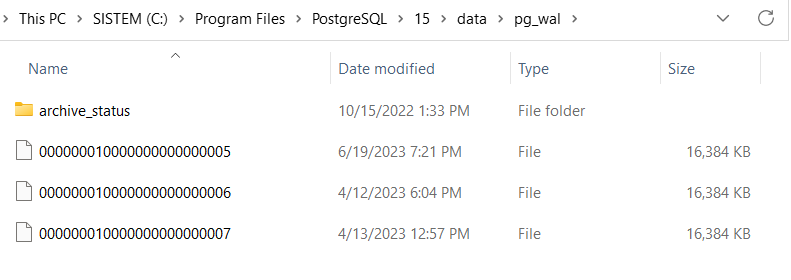 This PC > SISTEM (C:) > Program Files > PostgreSQL > 15 > data > pg_wal >
Name Date modified Type Size
archive_status 10/15/2022 1:33 PM File folder
000000010000000000000005 6/19/2023 7:21 PM File 16,384 KB
000000010000000000000006 4/12/2023 6:04 PM File 16,384 KB
000000010000000000000007 4/13/2023 12:57 PM File 16,384 KB